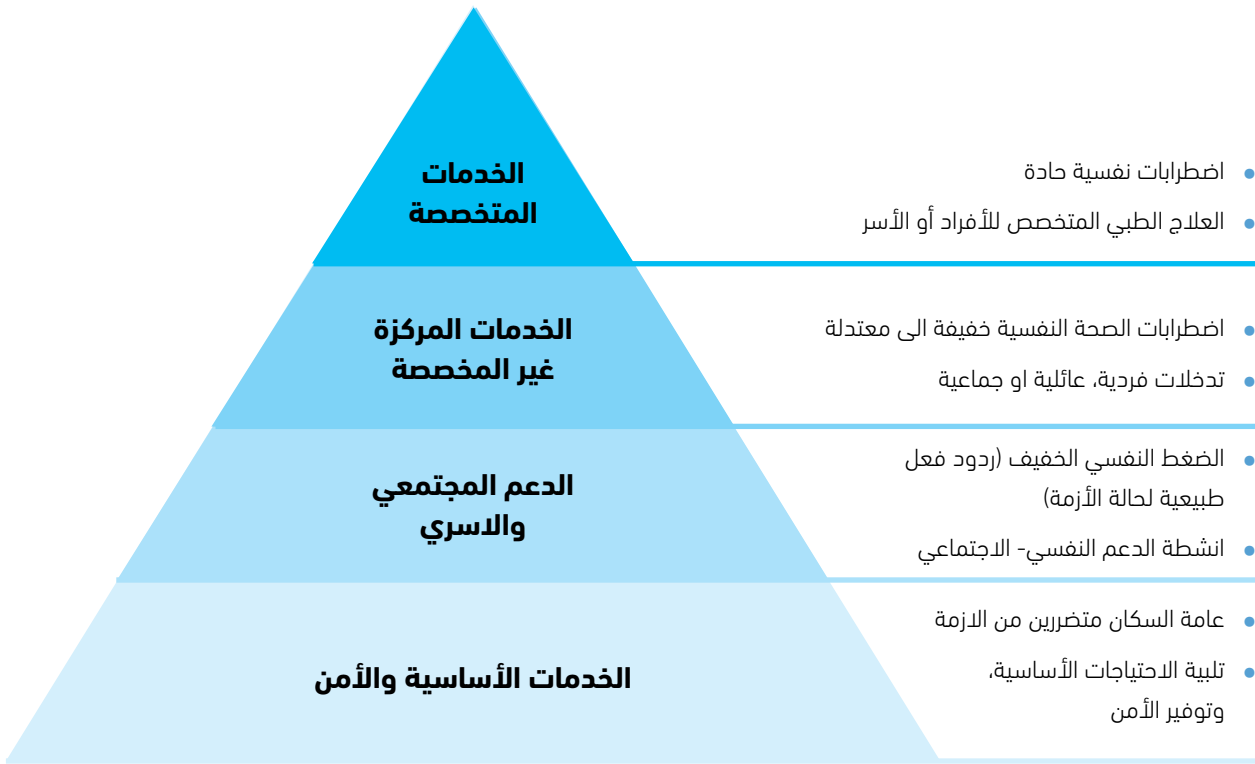 الخدمات
المتخصصة
• اضطرابات نفسية حادة
• العلاج الطبي المتخصص للأفراد أو الأسر
الخدمات المركزة
غير المخصصة
• اضطرابات الصحة النفسية خفيفة الى معتدلة
• تدخلات فردية، عائلية او جماعية
الدعم المجتمعي
والاسري
• الضغط النفسي الخفيف (ردود فعل
طبيعية لحالة الأزمة)
• انشطة الدعم النفسي- الاجتماعي
الخدمات الأساسية والأمن
• عامة السكان متضررين من الازمة
• تلبية الاحتياجات الأساسية،
وتوفير الأمن